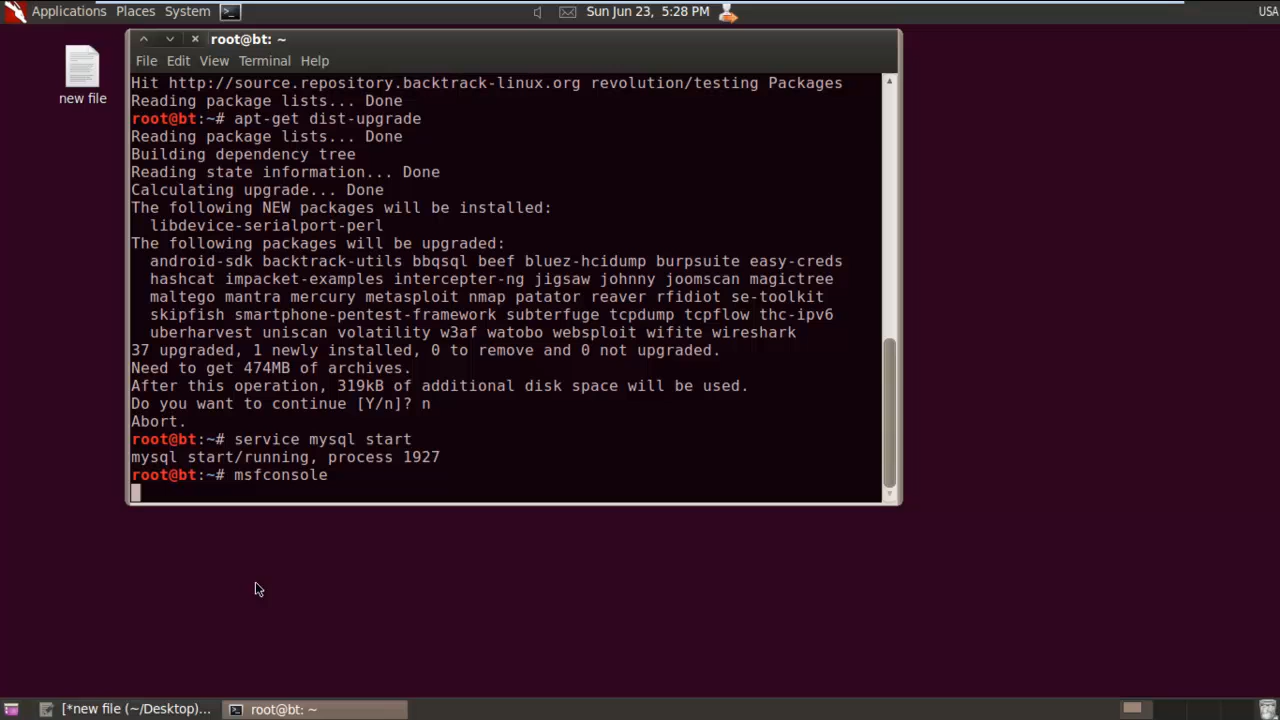 Applications Places System Sun Jun 23, 5:28 PM USA
root@bt: ~
File Edit View Terminal Help
new file
Hit http://source.repository.backtrack-linux.org revolution/testing Packages
Reading package lists... Done
root@bt:~# apt-get dist-upgrade
Reading package lists... Done
Building dependency tree
Reading state information... Done
Calculating upgrade... Done
The following NEW packages will be installed:
libdevice-serialport-perl
The following packages will be upgraded:
android-sdk backtrack-utils bbqsql beef bluez-hcidump burpsuite easy-creds
hashcat impacket-examples intercepter-ng jigsaw johnny joomscan magictree
maltego mantra mercury metasploit nmap patator reaver rfidiot se-toolkit
skipfish smartphone-pentest-framework subterfuge tcpdump tcpflow thc-ipv6
uberharvest uniscan volatility w3af watobo websploit wifite wireshark
37 upgraded, 1 newly installed, 0 to remove and 0 not upgraded.
Need to get 474MB of archives.
After this operation, 319kB of additional disk space will be used.
Do you want to continue [Y/n]? n
Abort.
root@bt:~# service mysql start
mysql start/running, process 1927
root@bt:~# msfconsole
[*new file (~/Desktop)... root@bt: ~